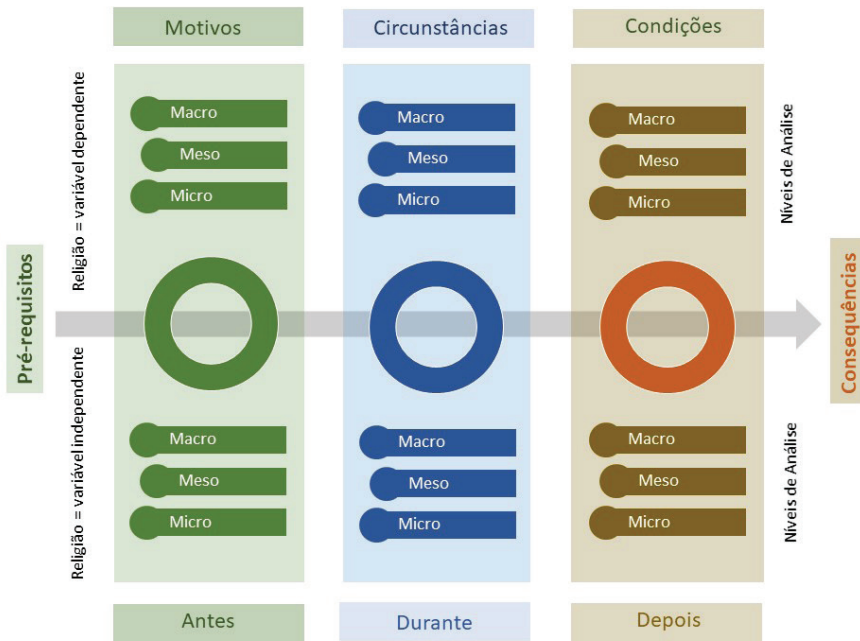 Motivos
Circunstâncias
Condições
Pré-requisitos
Religião = variável dependente
Macro
Meso
Micro
Macro
Meso
Micro
Macro
Meso
Micro
Níveis de Análise
Consequências
Religião = variável independente
Macro
Meso
Micro
Macro
Meso
Micro
Macro
Meso
Micro
Níveis de Análise
Antes
Durante
Depois